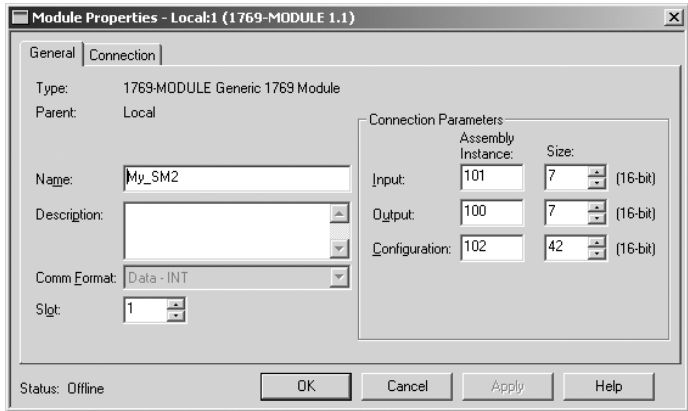 Module Properties - Local:1 (1769-MODULE 1.1)
General
Connection
Type: 1769-MODULE Generic 1769 Module
Parent: Local
Connection Parameters
Assembly Instance: Size:
Name: My_SM2
Input: 101 7 (16-bit)
Description:
Output: 100 7 (16-bit)
Configuration: 102 42 (16-bit)
Comm Format: Data - INT
Slot: 1
Status: Offline
OK
Cancel
Apply
Help